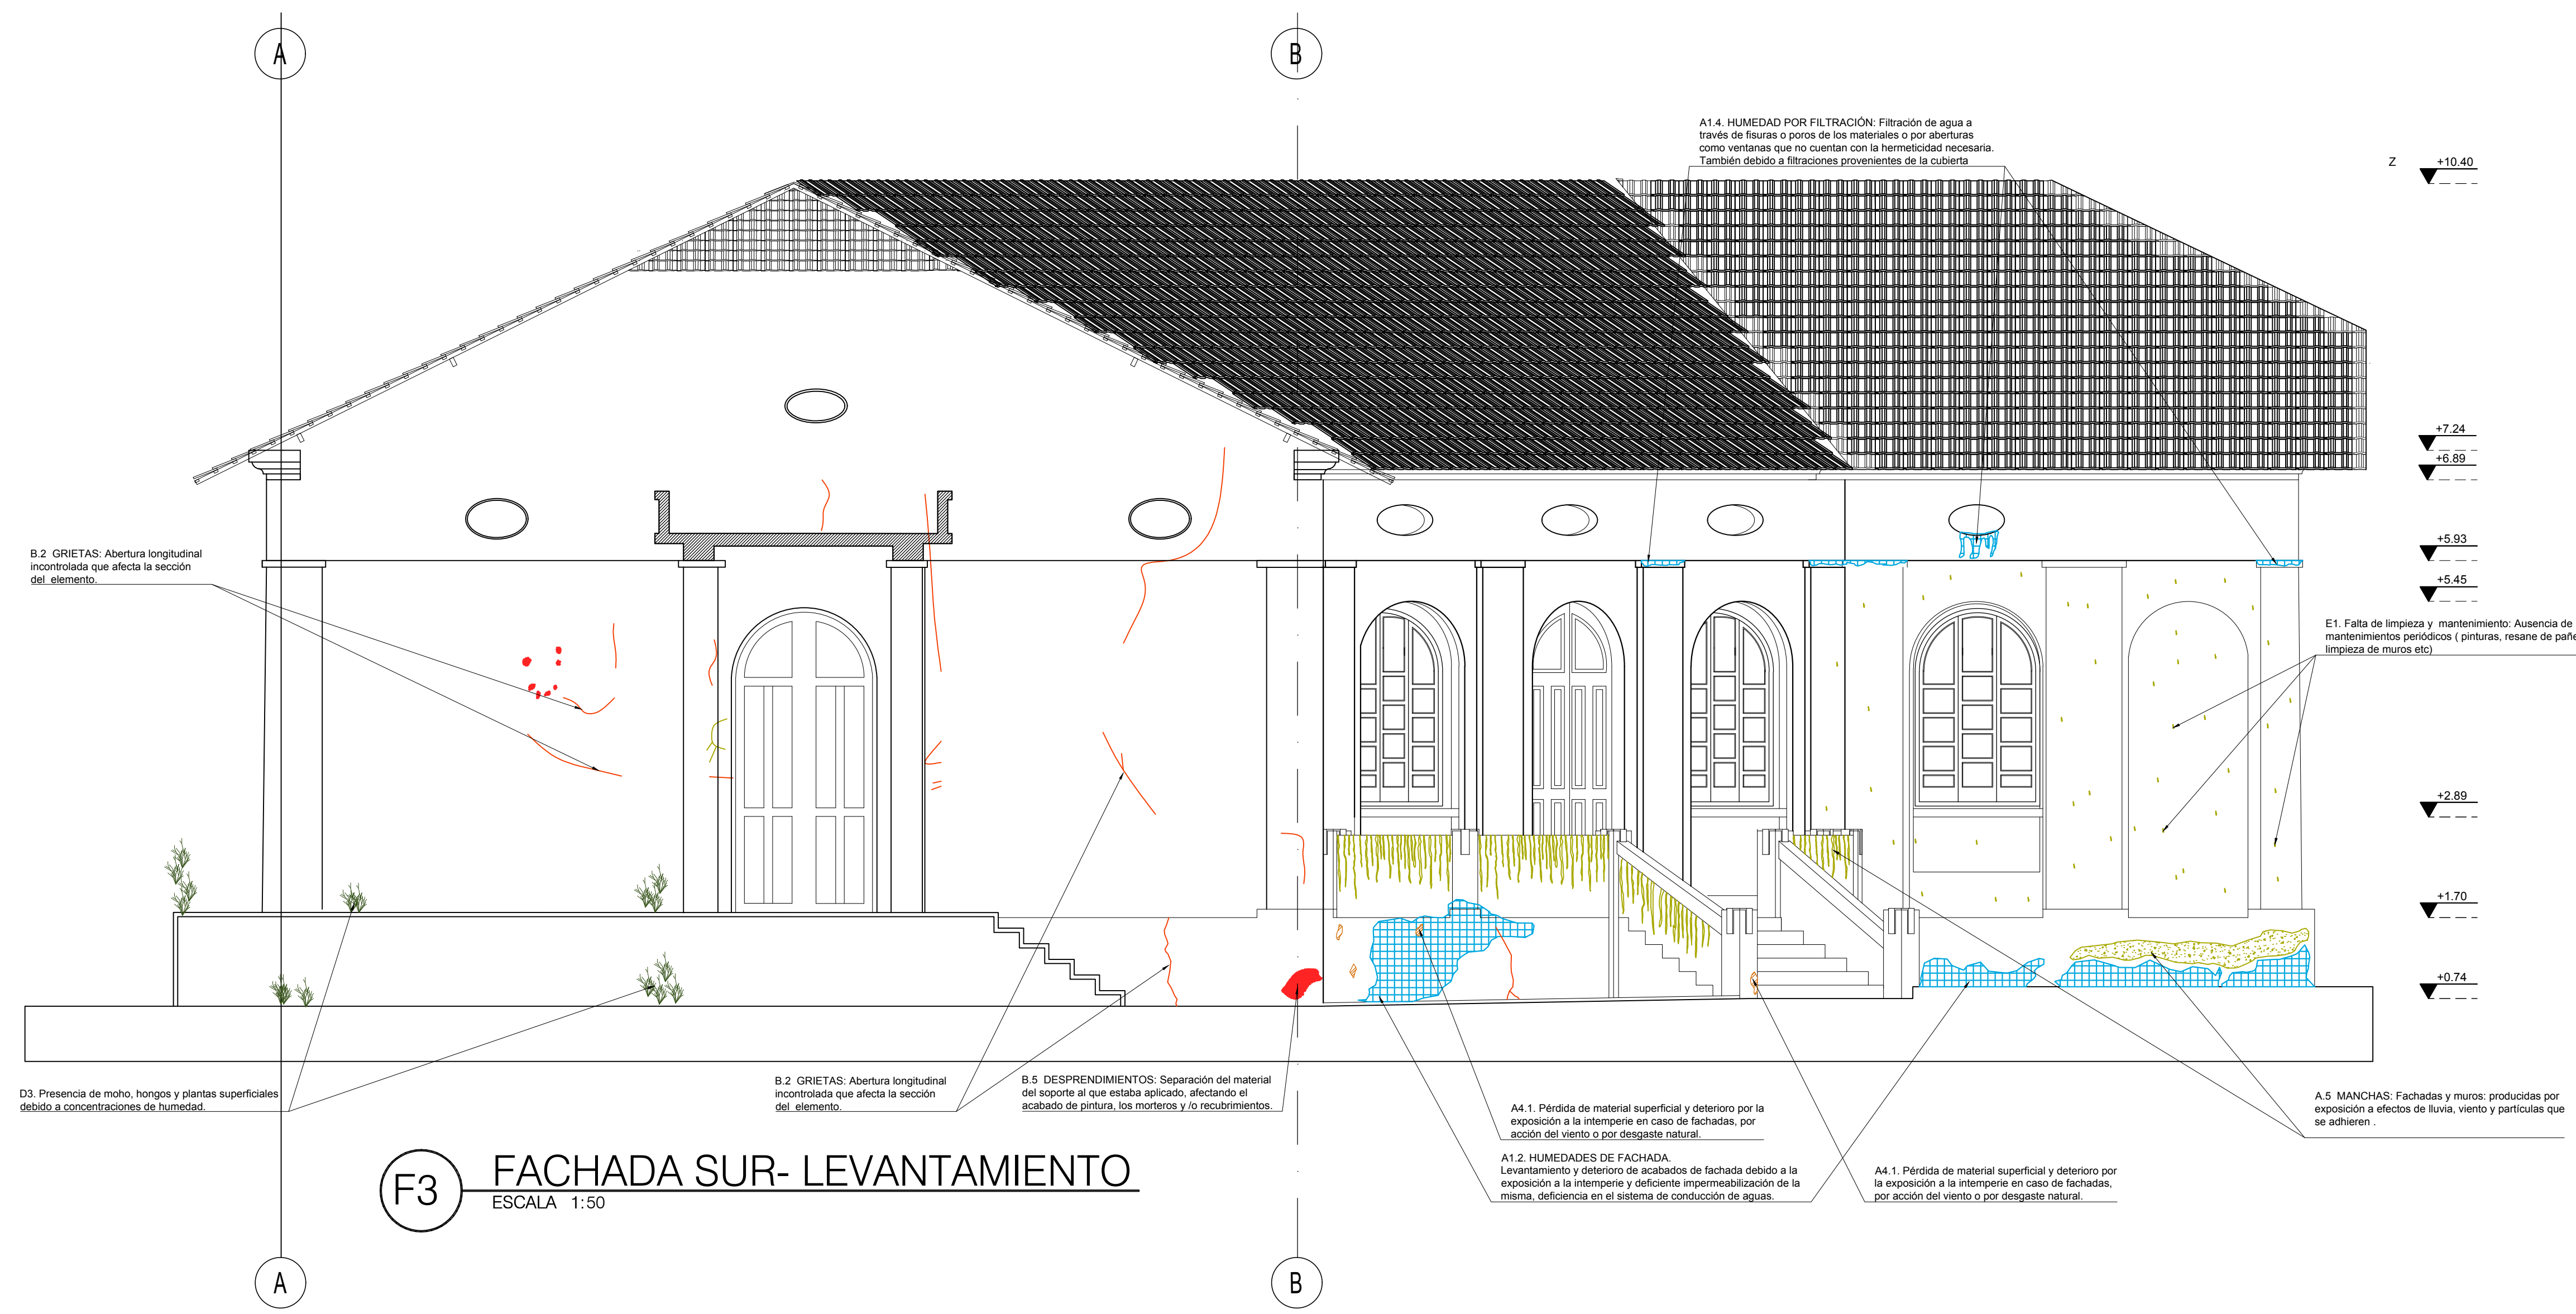 A
B
A1.4. HUMEDAD POR FILTRACIÓN: Filtración de agua a
través de fisuras o poros de los materiales o por aberturas
como ventanas que no cuentan con la hermeticidad necesaria.
También debido a filtraciones provenientes de la cubierta
Z
+10.40
+7.24
+6.89
+5.93
+5.45
+2.89
+1.70
+0.74
B.2 GRIETAS: Abertura longitudinal
incontrolada que afecta la sección
del elemento.
E1. Falta de limpieza y mantenimiento: Ausencia de
mantenimientos periódicos ( pinturas, resane de pañe
limpieza de muros etc)
D3. Presencia de moho, hongos y plantas superficiales
debido a concentraciones de humedad.
B.2 GRIETAS: Abertura longitudinal
incontrolada que afecta la sección
del elemento.
B.5 DESPRENDIMIENTOS: Separación del material
del soporte al que estaba aplicado, afectando el
acabado de pintura, los morteros y /o recubrimientos.
A4.1. Pérdida de material superficial y deterioro por la
exposición a la intemperie en caso de fachadas, por
acción del viento o por desgaste natural.
A1.2. HUMEDADES DE FACHADA.
Levantamiento y deterioro de acabados de fachada debido a la
exposición a la intemperie y deficiente impermeabilización de la
misma, deficiencia en el sistema de conducción de aguas.
A4.1. Pérdida de material superficial y deterioro por
la exposición a la intemperie en caso de fachadas,
por acción del viento o por desgaste natural.
A.5 MANCHAS: Fachadas y muros: producidas por
exposición a efectos de lluvia, viento y partículas que
se adhieren .
F3
FACHADA SUR- LEVANTAMIENTO
ESCALA 1:50
A
B